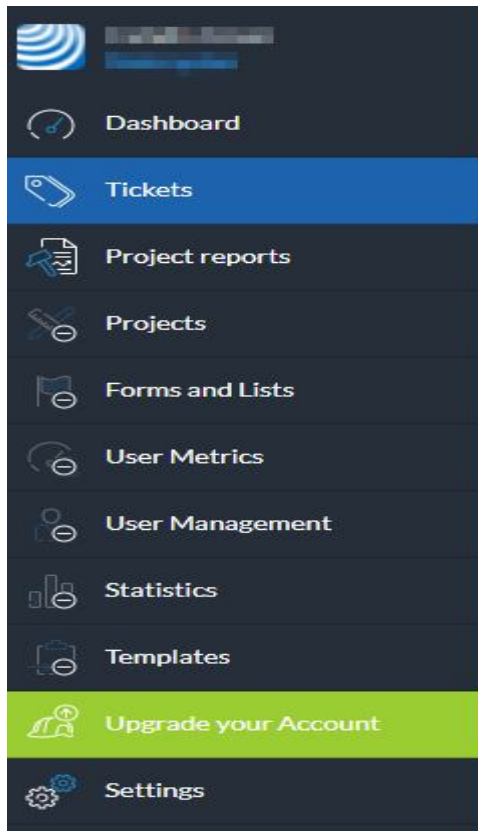 Dashboard
Tickets
Project reports
Projects
Forms and Lists
User Metrics
User Management
Statistics
Templates
Upgrade your Account
Settings